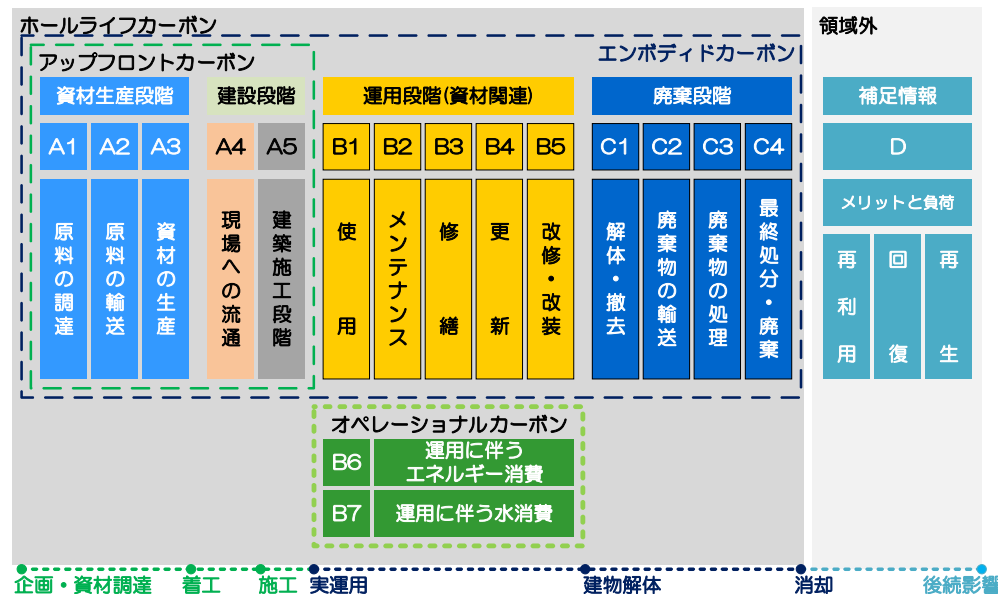 ホールライフカーボン
領域外
エンボディドカーボン
アップフロントカーボン
資材生産段階
建設段階
運用段階(資材関連)
廃棄段階
補足情報
A1
A2
A3
A4
A5
B1
B2
B3
B4
B5
C1
C2
C3
C4
D
メリットと負荷
原料の調達
原料の輸送
資材の生産
現場への流通
建築施工段階
使用
メンテナンス
修繕
更新
改修・改装
解体・撤去
廃棄物の輸送
廃棄物の処理
最終処分・廃棄
再利用
回復
再生
オペレーショナルカーボン
B6
運用に伴う
エネルギー消費
B7
運用に伴う水消費
企画・資材調達
着工
施工
実運用
建物解体
消却
後続影響